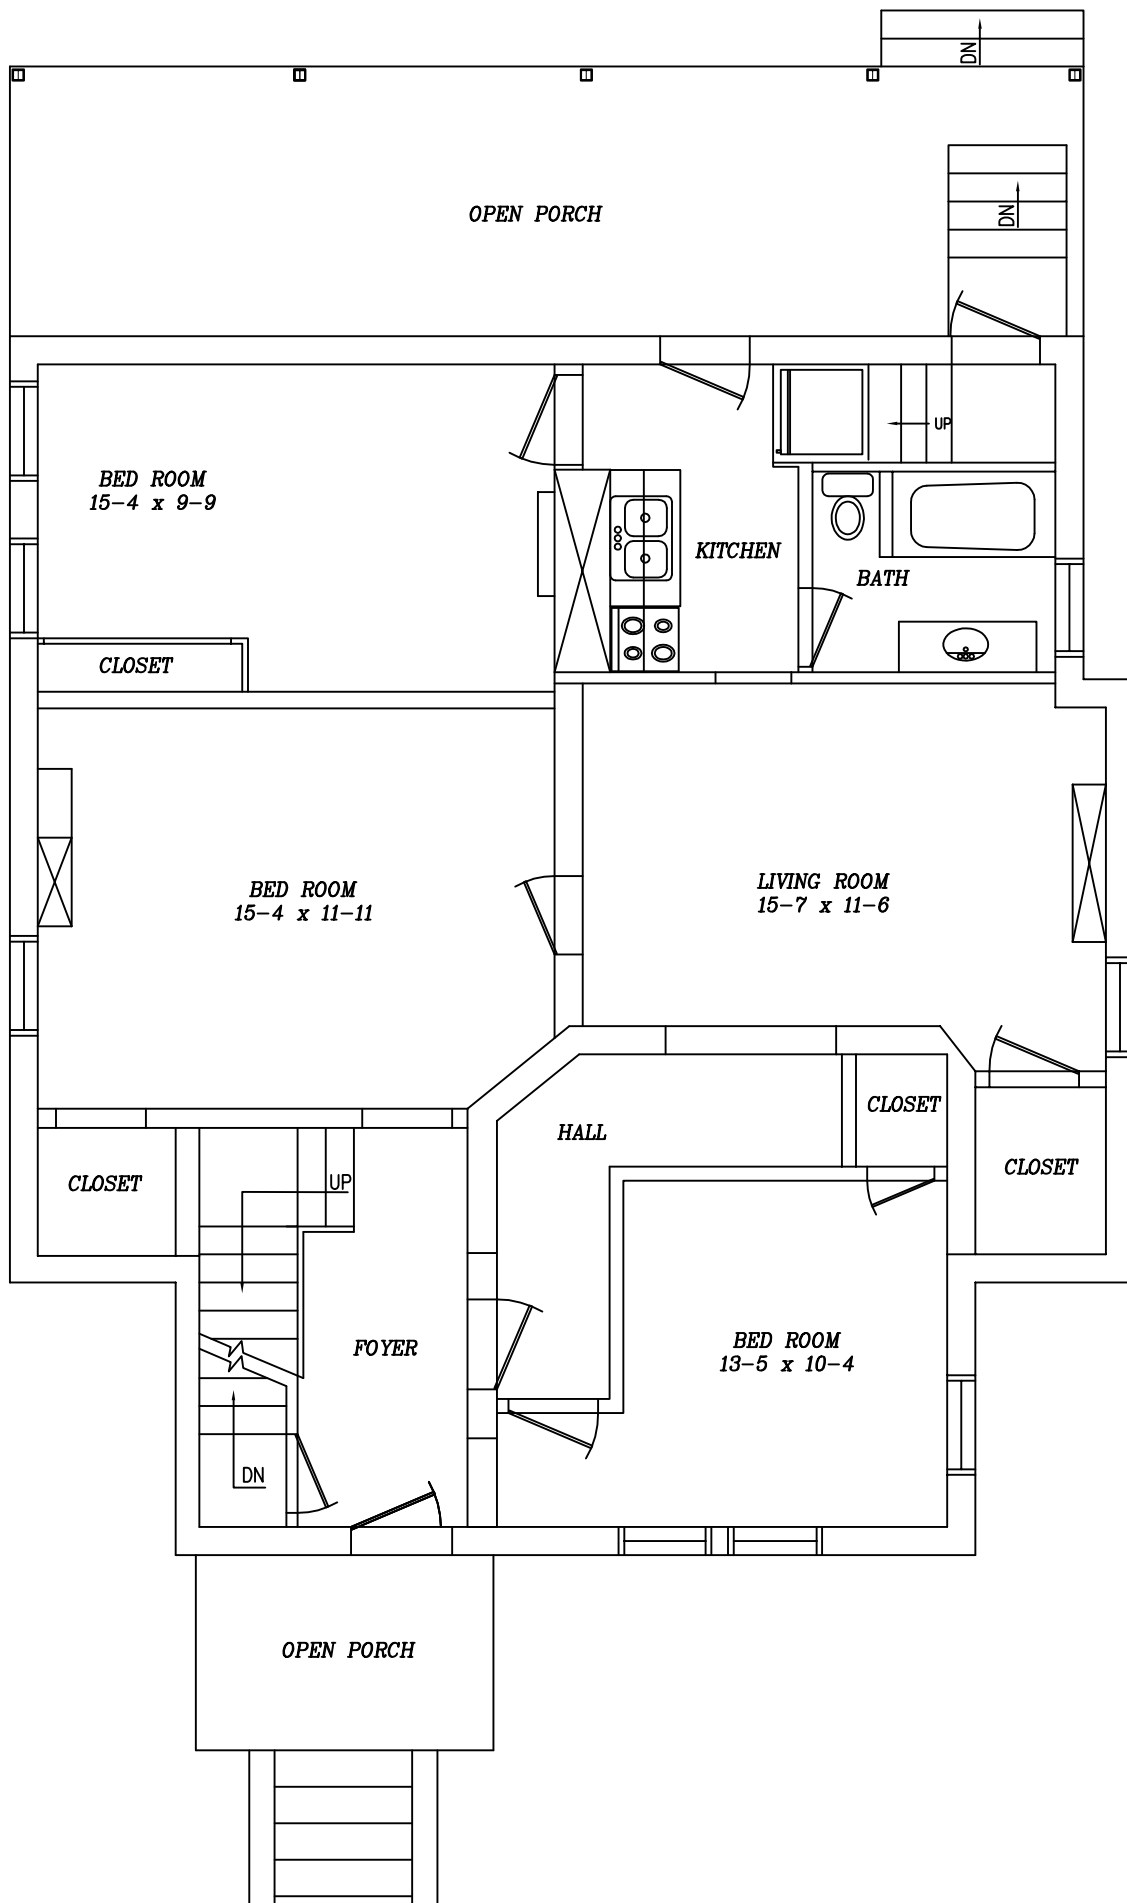 DN
DN
OPEN PORCH
UP
BED ROOM
15-4 x 9-9
KITCHEN
BATH
CLOSET
BED ROOM
15-4 x 11-11
LIVING ROOM
15-7 x 11-6
CLOSET
HALL
CLOSET
CLOSET
UP
FOYER
BED ROOM
13-5 x 10-4
DN
OPEN PORCH